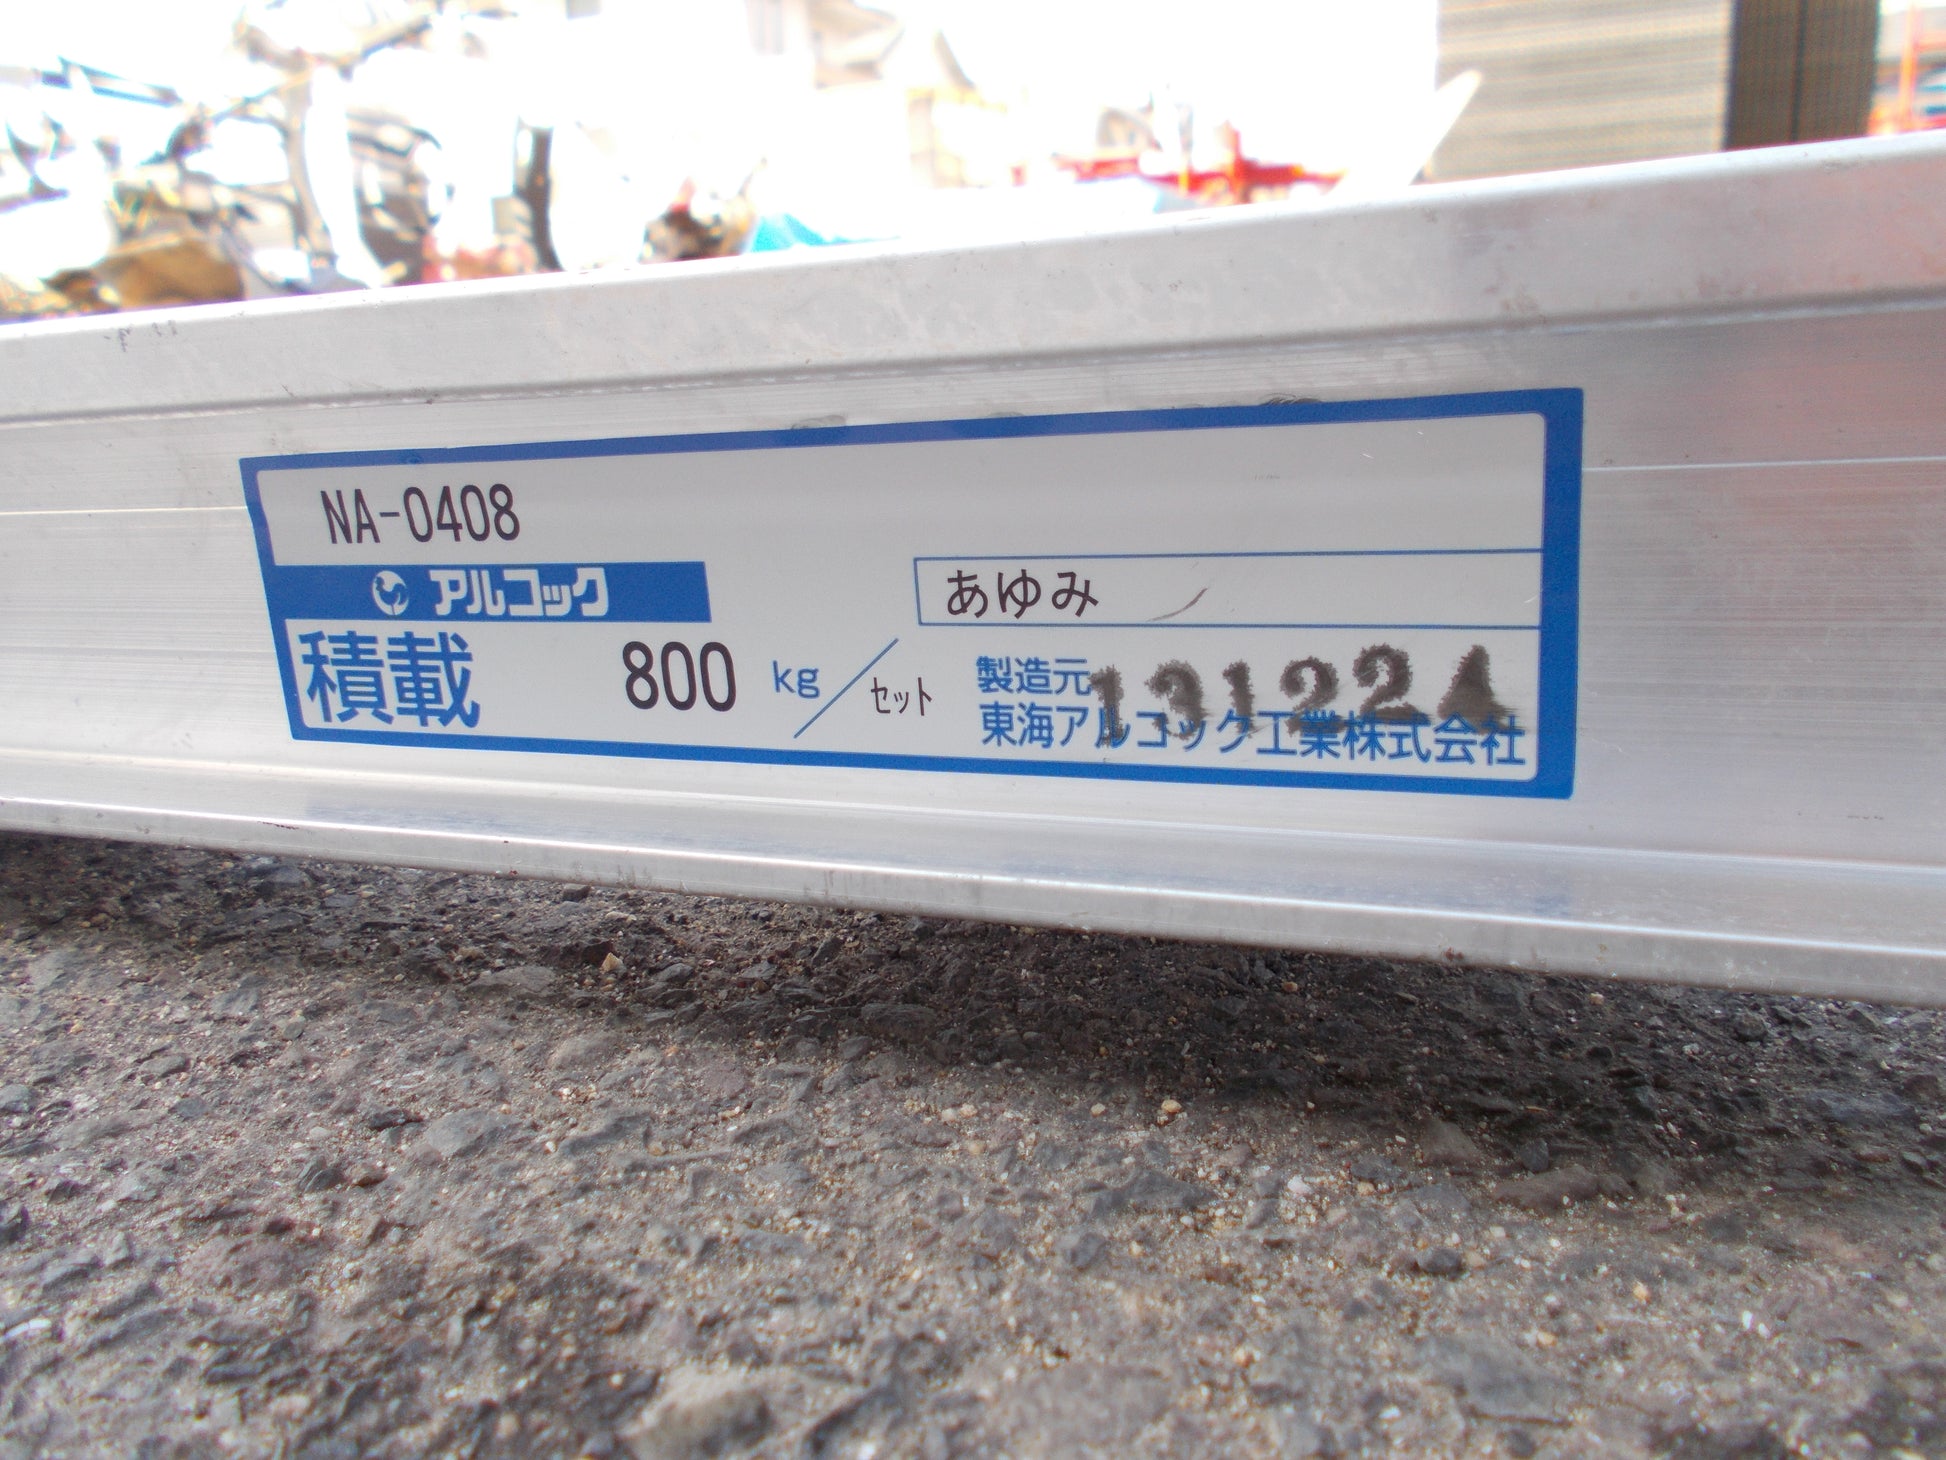 NA-0408
アルコック
積載 800 kg/セット
あゆみ
製造元
131224
東海アルコック工業株式会社